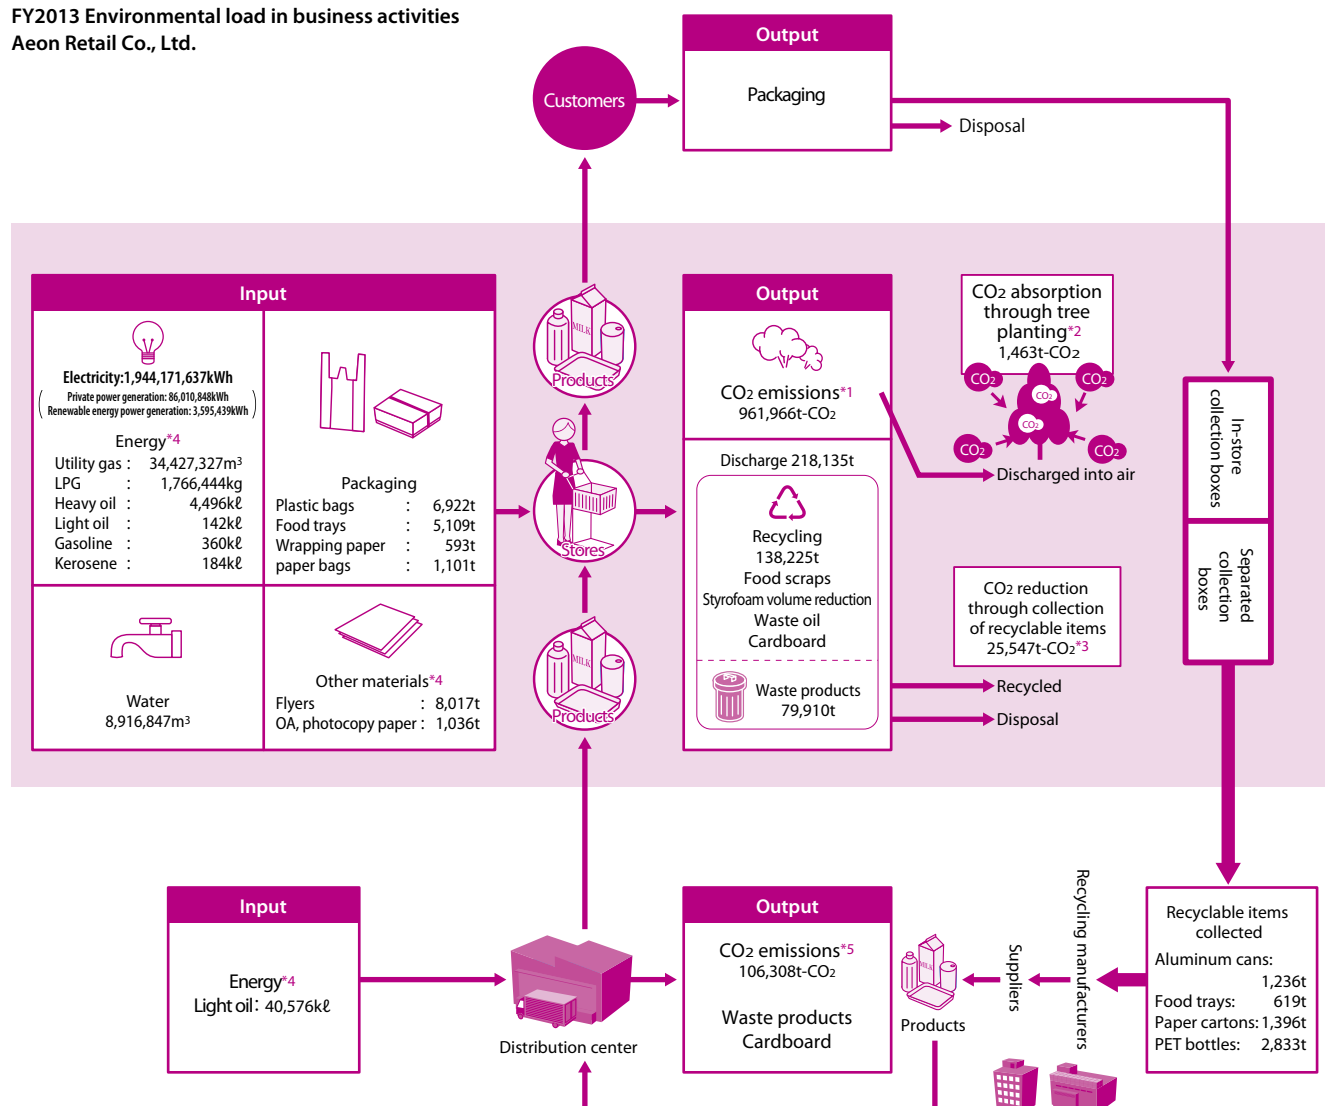 FY2013 Environmental load in business activities
Aeon Retail Co., Ltd.
Output
Packaging
Customers
Disposal
Input
Electricity:1,944,171,637kWh
(Private power generation: 86,010,848kWh
Renewable energy power generation: 3,595,439kWh)
Energy*4
Utility gas : 34,427,327m³
LPG : 1,766,444kg
Heavy oil : 4,496kℓ
Light oil : 142kℓ
Gasoline : 360kℓ
Kerosene : 184kℓ
Packaging
Plastic bags : 6,922t
Food trays : 5,109t
Wrapping paper : 593t
paper bags : 1,101t
Water
8,916,847m³
Other materials*4
Flyers : 8,017t
OA, photocopy paper : 1,036t
MILK
Products
Stores
MILK
Products
Output
CO2 emissions*1
961,966t-CO2
Discharge 218,135t
Recycling
138,225t
Food scraps
Styrofoam volume reduction
Waste oil
Cardboard
Waste products
79,910t
CO2 absorption
through tree
planting*2
1,463t-CO2
CO2
CO2
CO2
CO2
CO2
CO2
Discharged into air
CO2 reduction
through collection
of recyclable items
25,547t-CO2*3
Recycled
Disposal
In-store
collection boxes
Separated
collection
boxes
Input
Energy*4
Light oil : 40,576kℓ
Distribution center
Output
CO2 emissions*5
106,308t-CO2
Waste products
Cardboard
MILK
Products
Suppliers
Recycling manufacturers
Recyclable items
collected
Aluminum cans:
1,236t
Food trays: 619t
Paper cartons: 1,396t
PET bottles: 2,833t